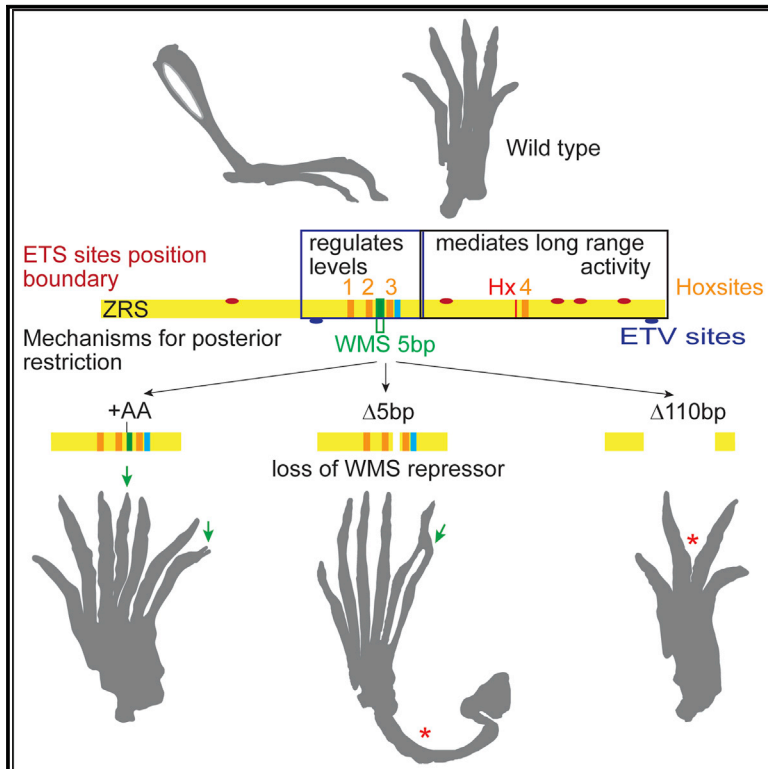 Wild type
ETS sites position
boundary
regulates
levels
mediates long range
activity
1 2 3
Hx 4
Hoxsites
ZRS
Mechanisms for posterior
restriction
WMS 5bp
ETV sites
+AA
Δ5bp
Δ110bp
loss of WMS repressor
*
*